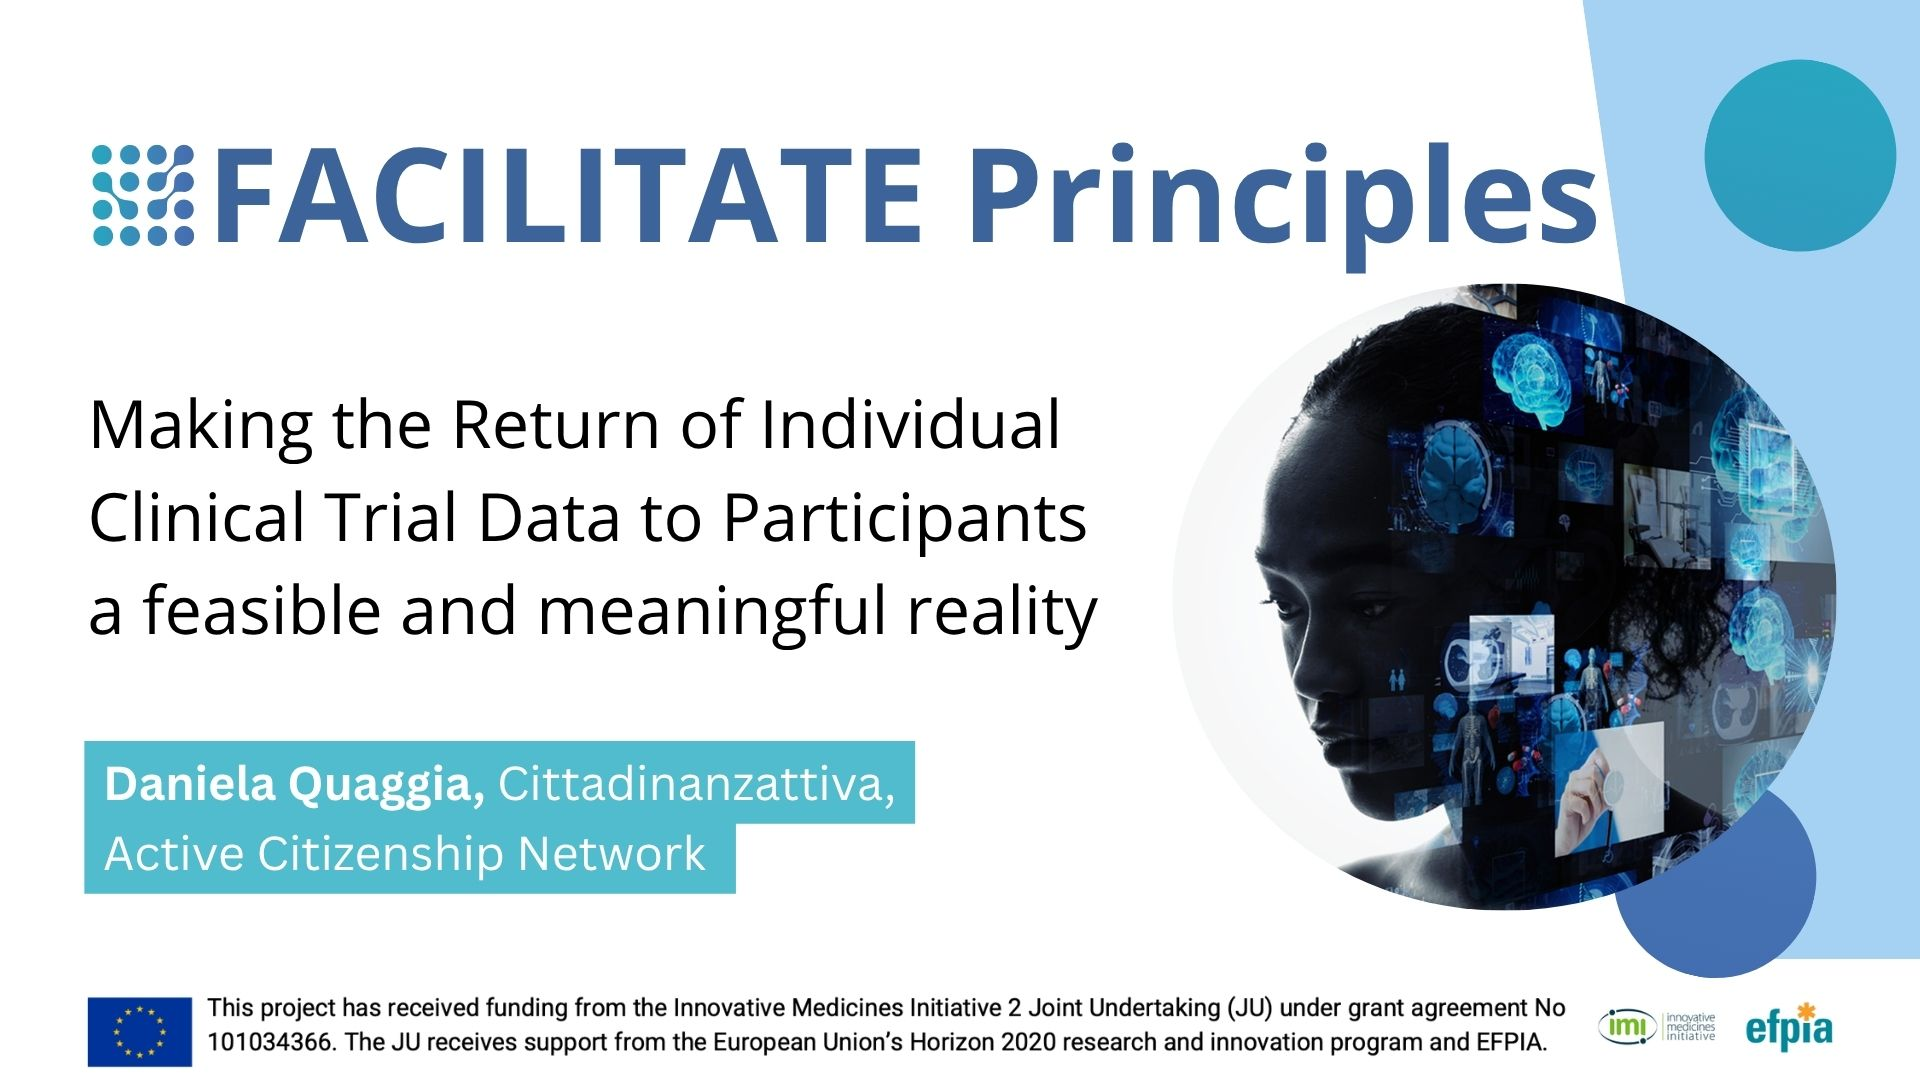 FACILITATE Principles
Making the Return of Individual
Clinical Trial Data to Participants
a feasible and meaningful reality
Daniela Quaggia, Cittadinanzattiva,
Active Citizenship Network
This project has received funding from the Innovative Medicines Initiative 2 Joint Undertaking (JU) under grant agreement No
101034366. The JU receives support from the European Union’s Horizon 2020 research and innovation program and EFPIA.
imi
innovative
medicines
initiative
efpia